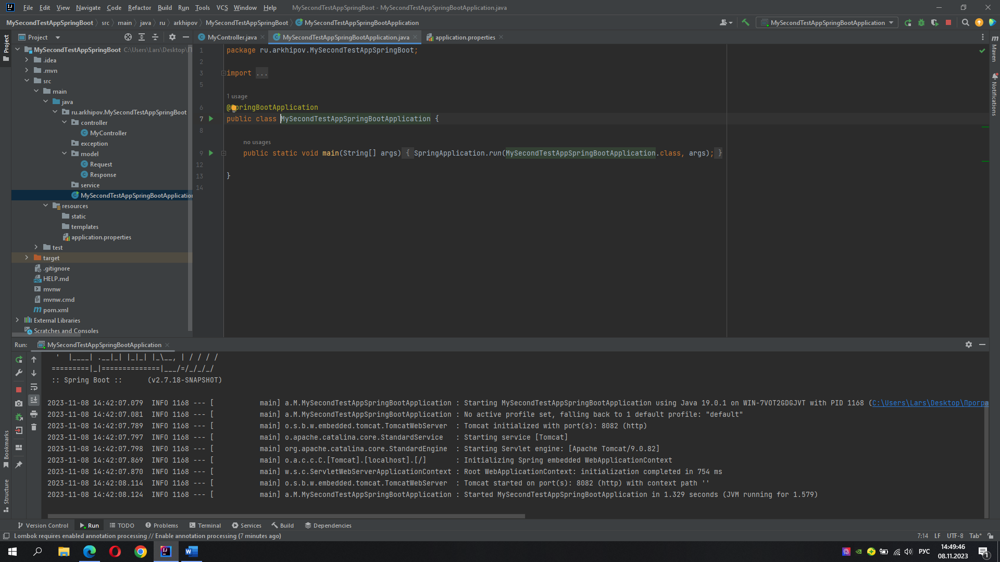 File Edit View Navigate Code Refactor Build Run Tools VCS Window Help MySecondTestAppSpringBoot - MySecondTestAppSpringBootApplication.java
MySecondTestAppSpringBoot src main java ru arkhipov MySecondTestAppSpringBoot MySecondTestAppSpringBootApplication
MySecondTestAppSpringBootApplication
Project
Project
MyController.java
MySecondTestAppSpringBootApplication.java
application.properties
MySecondTestAppSpringBoot C:\Users\Lars\Desktop\П
.idea
.mvn
src
main
java
ru.arkhipov.MySecondTestAppSpringBoot
controller
MyController
exception
model
Request
Response
service
MySecondTestAppSpringBootApplication
resources
static
templates
application.properties
test
target
.gitignore
HELP.md
mvnw
mvnw.cmd
pom.xml
External Libraries
Scratches and Consoles
1 package ru.arkhipov.MySecondTestAppSpringBoot;
2
3 import ...
5
1 usage
6 @SpringBootApplication
7 public class MySecondTestAppSpringBootApplication {
8
no usages
9 public static void main(String[] args) { SpringApplication.run(MySecondTestAppSpringBootApplication.class, args); }
12
13 }
14
Maven
Notifications
Run: MySecondTestAppSpringBootApplication
' |____| .__|_| |_|_| |_\__, | / / / /
=========|_|==============|___/=/_/_/_/
:: Spring Boot :: (v2.7.18-SNAPSHOT)
2023-11-08 14:42:07.079 INFO 1168 --- [ main] a.M.MySecondTestAppSpringBootApplication : Starting MySecondTestAppSpringBootApplication using Java 19.0.1 on WIN-7VOT2GDGJVT with PID 1168 (C:\Users\Lars\Desktop\Програ
2023-11-08 14:42:07.081 INFO 1168 --- [ main] a.M.MySecondTestAppSpringBootApplication : No active profile set, falling back to 1 default profile: "default"
2023-11-08 14:42:07.789 INFO 1168 --- [ main] o.s.b.w.embedded.tomcat.TomcatWebServer : Tomcat initialized with port(s): 8082 (http)
2023-11-08 14:42:07.797 INFO 1168 --- [ main] o.apache.catalina.core.StandardService : Starting service [Tomcat]
2023-11-08 14:42:07.798 INFO 1168 --- [ main] org.apache.catalina.core.StandardEngine : Starting Servlet engine: [Apache Tomcat/9.0.82]
2023-11-08 14:42:07.869 INFO 1168 --- [ main] o.a.c.c.C.[Tomcat].[localhost].[/] : Initializing Spring embedded WebApplicationContext
2023-11-08 14:42:07.870 INFO 1168 --- [ main] w.s.c.ServletWebServerApplicationContext : Root WebApplicationContext: initialization completed in 754 ms
2023-11-08 14:42:08.114 INFO 1168 --- [ main] o.s.b.w.embedded.tomcat.TomcatWebServer : Tomcat started on port(s): 8082 (http) with context path ''
2023-11-08 14:42:08.124 INFO 1168 --- [ main] a.M.MySecondTestAppSpringBootApplication : Started MySecondTestAppSpringBootApplication in 1.329 seconds (JVM running for 1.579)
Bookmarks
Structure
Version Control Run TODO Problems Terminal Services Build Dependencies
Lombok requires enabled annotation processing // Enable annotation processing (7 minutes ago) 7:14 LF UTF-8 Tab*
РУС
14:49:46
08.11.2023
1